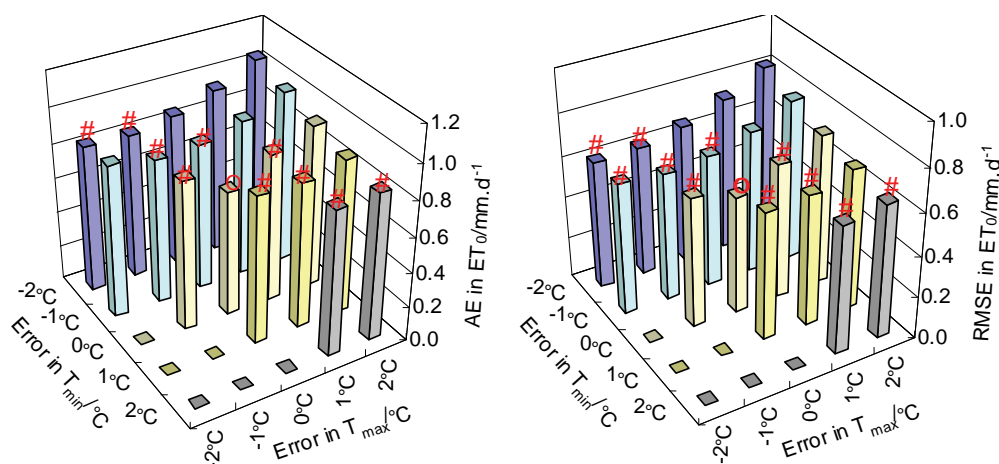 # # # # # # O # # # # #
1.2
1.0
0.8
0.6
0.4
0.2
0.0
AE in ET₀/mm.d⁻¹
-2°C
-1°C
0°C
1°C
2°C
Error in Tmin/°C
-2°C
-1°C
0°C
1°C
2°C
Error in T max/°C
# # # # # # O # # # # #
1.0
0.8
0.6
0.4
0.2
0.0
RMSE in ET₀/mm.d⁻¹
-2°C
-1°C
0°C
1°C
2°C
Error in Tmin/°C
-2°C
-1°C
0°C
1°C
2°C
Error in T max/°C